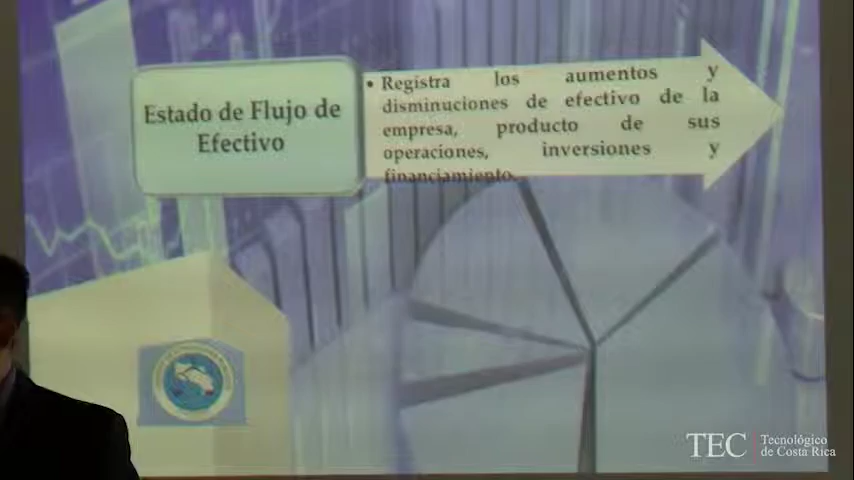 Estado de Flujo de
Efectivo
• Registra los aumentos y
disminuciones de efectivo de la
empresa, producto de sus
operaciones, inversiones y
financiamiento.
TEC | Tecnológico
de Costa Rica